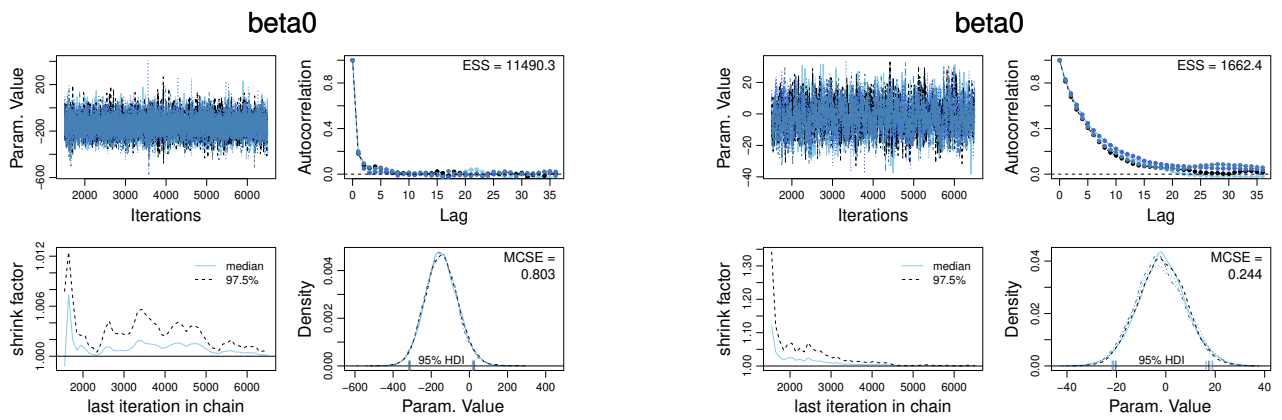 beta0
Param. Value
−600
−200
200
2000
3000
4000
5000
6000
Iterations
Autocorrelation
0.0
0.4
0.8
ESS = 11490.3
0
5
10
15
20
25
30
35
Lag
shrink factor
1.000
1.006
1.012
median
97.5%
2000
3000
4000
5000
6000
last iteration in chain
Density
0.000
0.002
0.004
MCSE =
0.803
95% HDI
−600
−400
−200
0
200
400
Param. Value
beta0
Param. Value
−40
−20
0
20
2000
3000
4000
5000
6000
Iterations
Autocorrelation
0.0
0.4
0.8
ESS = 1662.4
0
5
10
15
20
25
30
35
Lag
shrink factor
1.00
1.10
1.20
1.30
median
97.5%
2000
3000
4000
5000
6000
last iteration in chain
Density
0.00
0.02
0.04
MCSE =
0.244
95% HDI
−40
−20
0
20
40
Param. Value